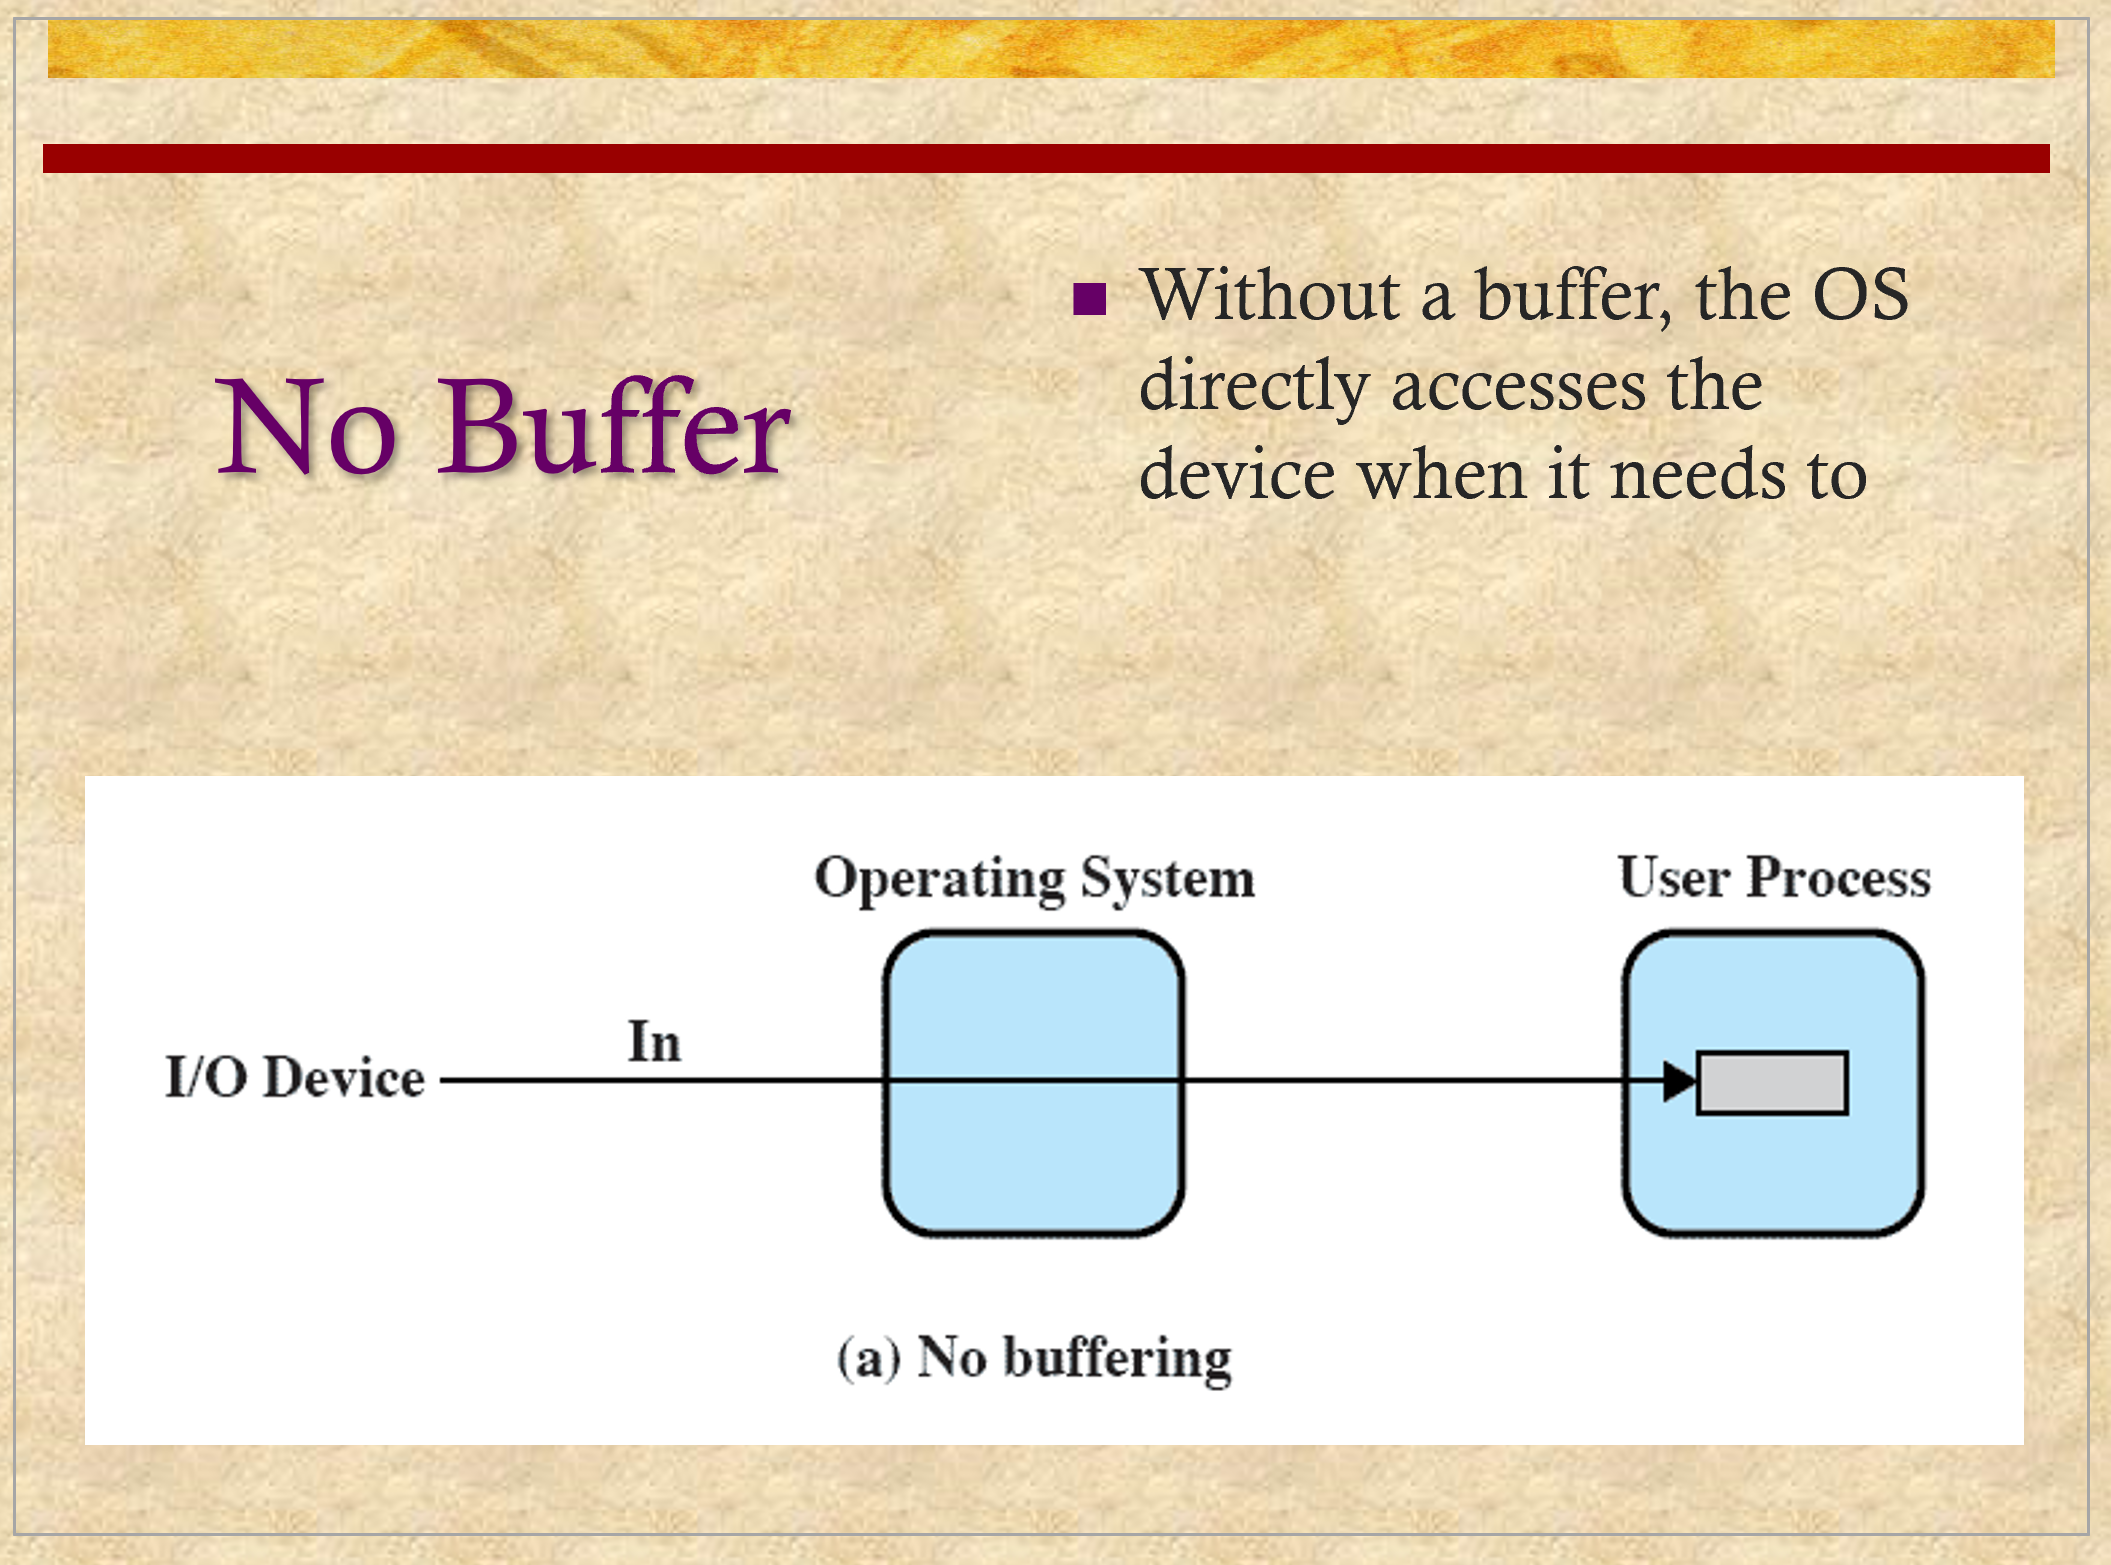 No Buffer
Without a buffer, the OS
directly accesses the
device when it needs to
Operating System
User Process
In
I/O Device
(a) No buffering